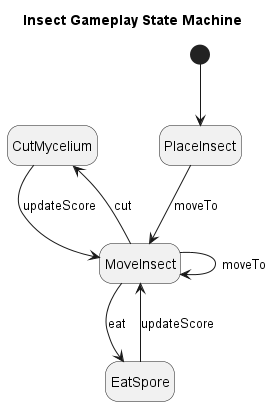 Insect Gameplay State Machine
CutMycelium
PlaceInsect
updateScore
cut
moveTo
MoveInsect
moveTo
eat
updateScore
EatSpore